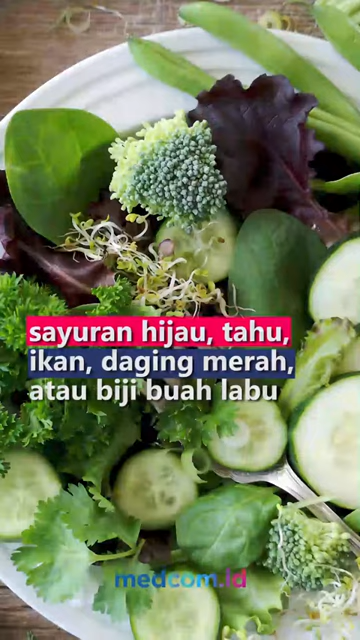 sayuran hijau, tahu,
ikan, daging merah,
atau biji buah labu
medcom.id